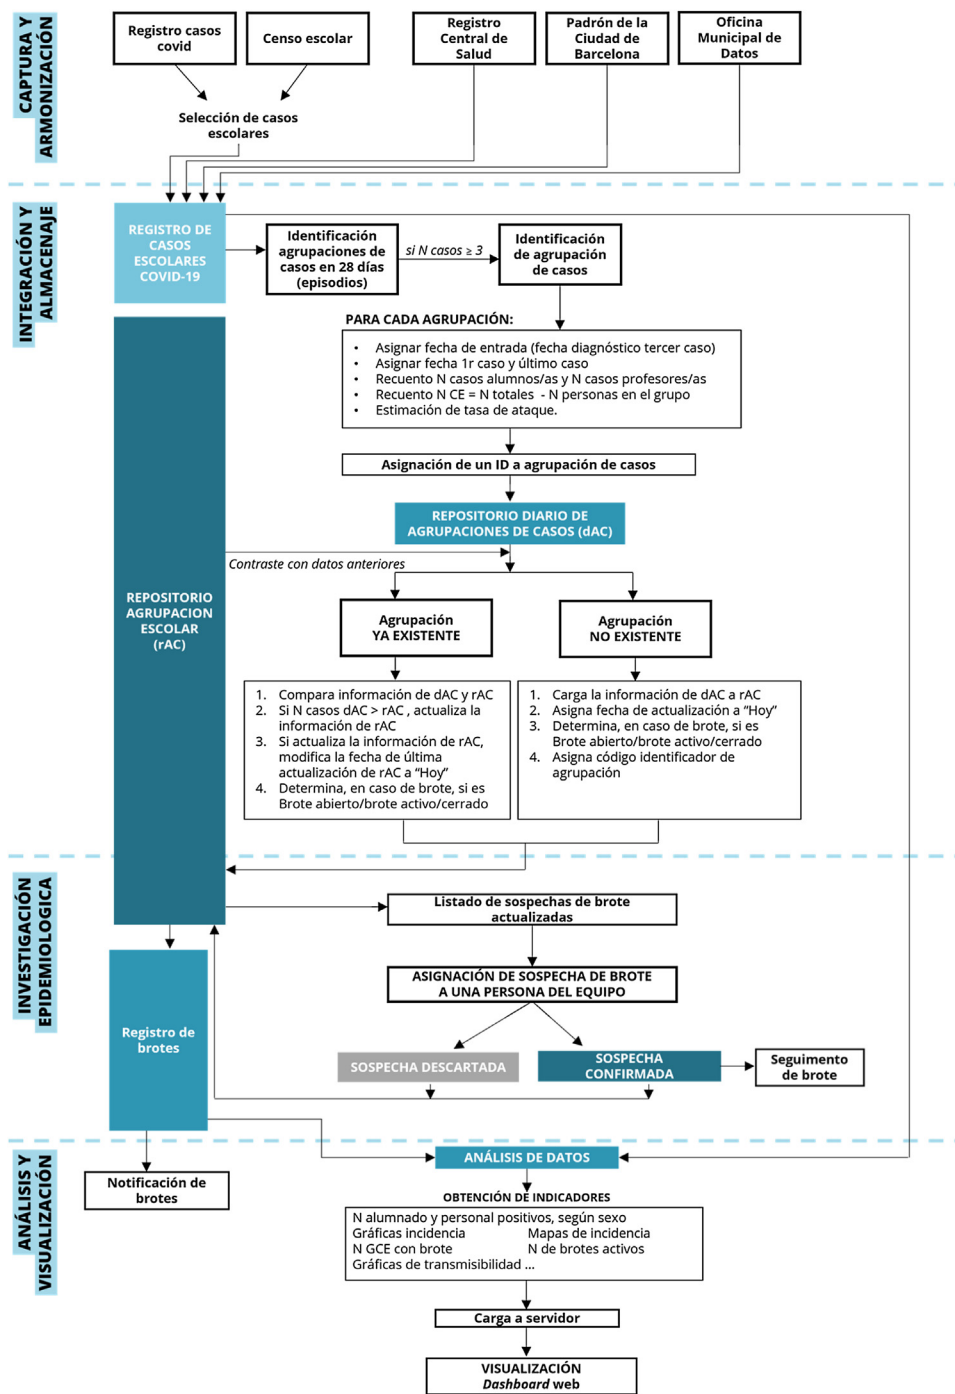 CAPTURA Y
ARMONIZACIÓN
Registro casos
covid
Censo escolar
Registro
Central de
Salud
Padrón de la
Ciudad de
Barcelona
Oficina
Municipal de
Datos
Selección de casos
escolares
INTEGRACIÓN Y
ALMACENAJE
REGISTRO DE
CASOS
ESCOLARES
COVID-19
Identificación
agrupaciones de
casos en 28 días
(episodios)
si N casos ≥ 3
Identificación
de agrupación
de casos
PARA CADA AGRUPACIÓN:
• Asignar fecha de entrada (fecha diagnóstico tercer caso)
• Asignar fecha 1r caso y último caso
• Recuento N casos alumnos/as y N casos profesores/as
• Recuento N CE = N totales - N personas en el grupo
• Estimación de tasa de ataque.
Asignación de un ID a agrupación de casos
REPOSITORIO DIARIO DE
AGRUPACIONES DE CASOS (dAC)
Contraste con datos anteriores
REPOSITORIO
AGRUPACION
ESCOLAR
(rAC)
Agrupación
YA EXISTENTE
Agrupación
NO EXISTENTE
1. Compara información de dAC y rAC
2. Si N casos dAC > rAC , actualiza la
información de rAC
3. Si actualiza la información de rAC,
modifica la fecha de última
actualización de rAC a “Hoy”
4. Determina, en caso de brote, si es
Brote abierto/brote activo/cerrado
1. Carga la información de dAC a rAC
2. Asigna fecha de actualización a “Hoy”
3. Determina, en caso de brote, si es
Brote abierto/brote activo/cerrado
4. Asigna código identificador de
agrupación
INVESTIGACIÓN
EPIDEMIOLOGICA
Listado de sospechas de brote
actualizadas
ASIGNACIÓN DE SOSPECHA DE BROTE
A UNA PERSONA DEL EQUIPO
Registro de
brotes
SOSPECHA DESCARTADA
SOSPECHA
CONFIRMADA
Seguimento
de brote
ANÁLISIS Y
VISUALIZACIÓN
Notificación de
brotes
ANÁLISIS DE DATOS
OBTENCIÓN DE INDICADORES
N alumnado y personal positivos, según sexo
Gráficas incidencia Mapas de incidencia
N GCE con brote N de brotes activos
Gráficas de transmisibilidad ...
Carga a servidor
VISUALIZACIÓN
Dashboard web